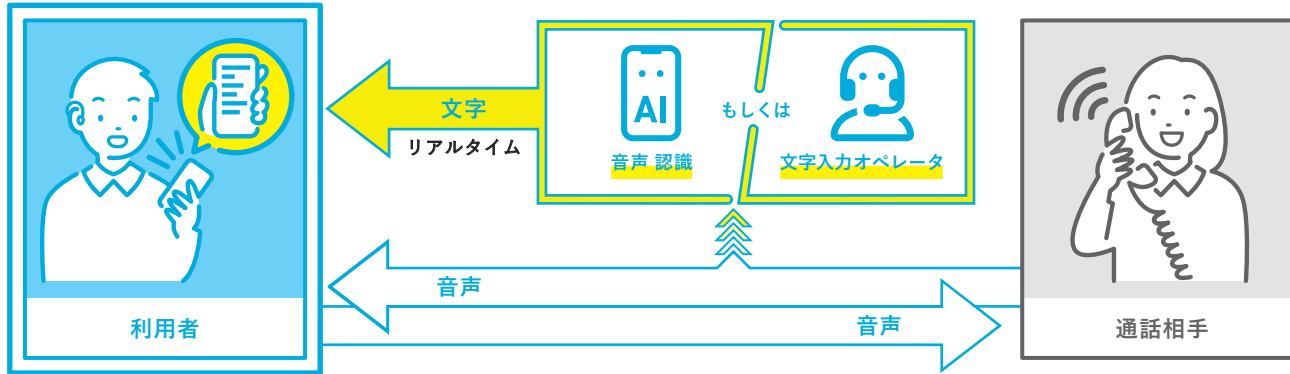 文字
リアルタイム
AI
音声 認識
もしくは
文字入力オペレータ
音声
音声
利用者
通話相手